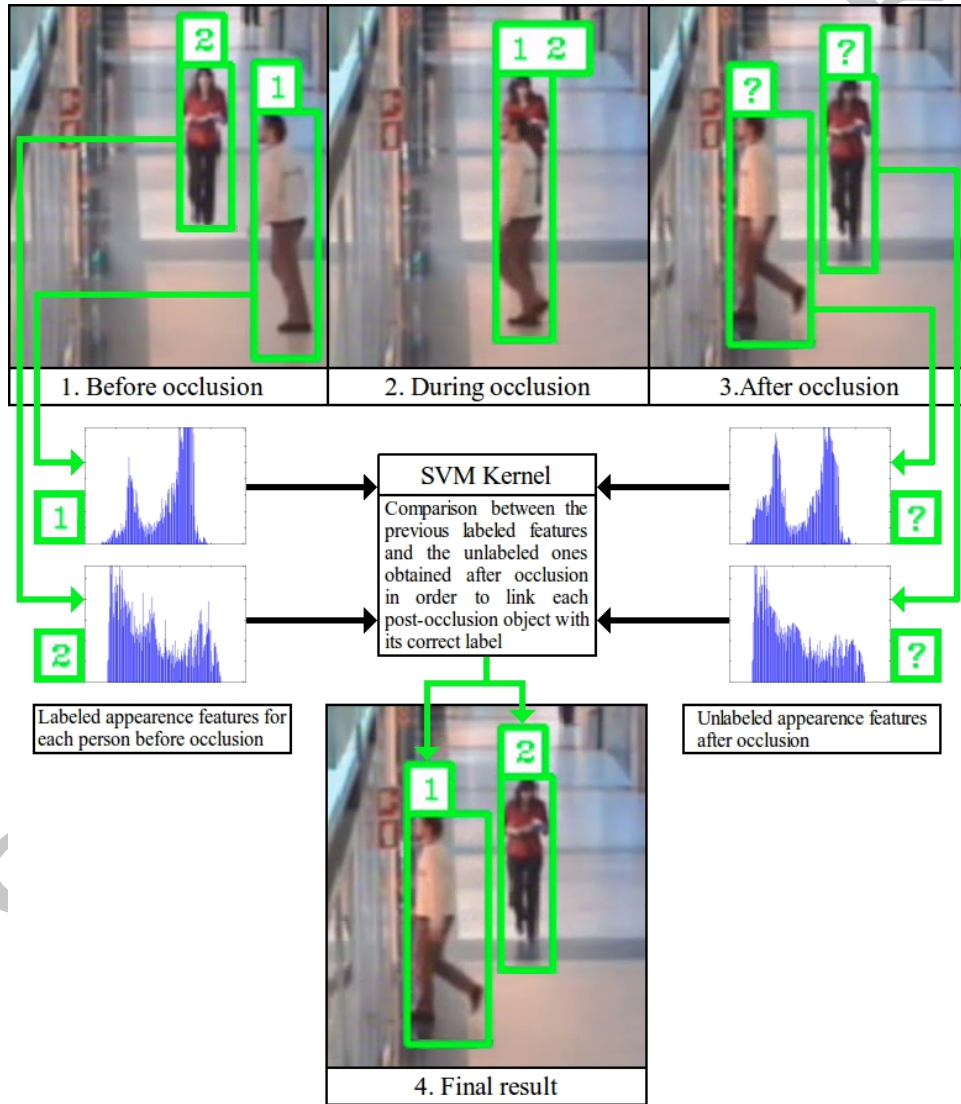 2
1
1 2
?
?
1. Before occlusion
2. During occlusion
3.After occlusion
1
2
Labeled appearence features for
each person before occlusion
SVM Kernel
Comparison between the
previous labeled features
and the unlabeled ones
obtained after occlusion
in order to link each
post-occlusion object with
its correct label
?
?
Unlabeled appearence features
after occlusion
1
2
4. Final result